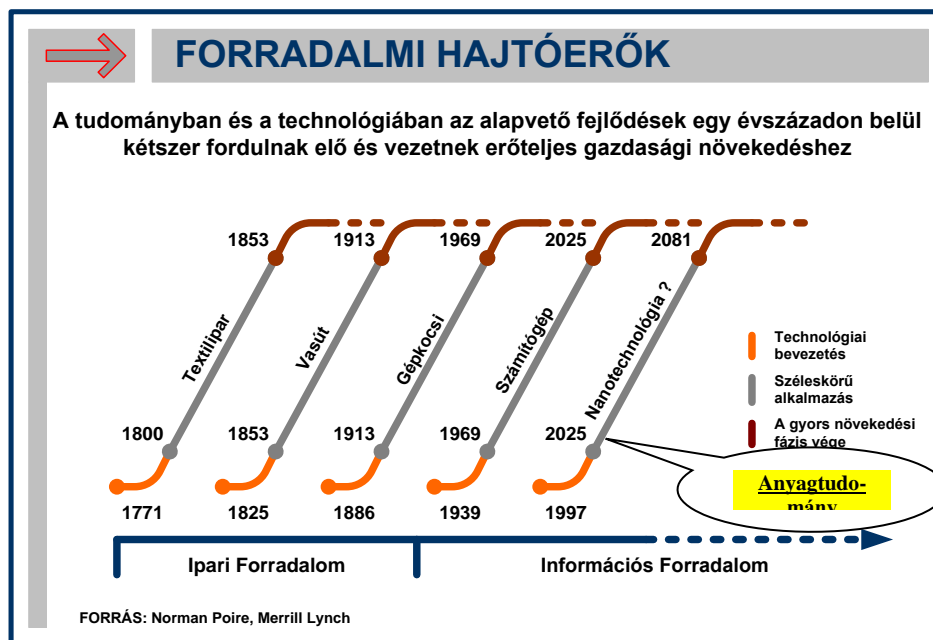 FORRADALMI HAJTÓERŐK
A tudományban és a technológiában az alapvető fejlődések egy évszázadon belül
kétszer fordulnak elő és vezetnek erőteljes gazdasági növekedéshez
1853
1913
1969
2025
2081
Textilipar
Vasút
Gépkocsi
Számítógép
Nanotechnológia ?
Technológiai
bevezetés
Széleskörű
alkalmazás
A gyors növekedési
fázis vége
1800
1853
1913
1969
2025
Anyagtudo-
mány
1771
1825
1886
1939
1997
Ipari Forradalom
Információs Forradalom
FORRÁS: Norman Poire, Merrill Lynch